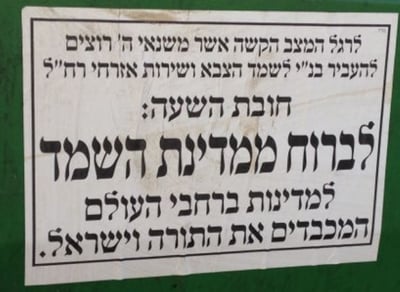 לרגל המצב הקשה אשר משנאי ה' רוצים
להעביר בנ"י לשמד הצבא ושירות אזרחי רח"ל
חובת השעה:
לברוח ממדינת השמד
למדינות ברחבי העולם
המכבדים את התורה וישראל.